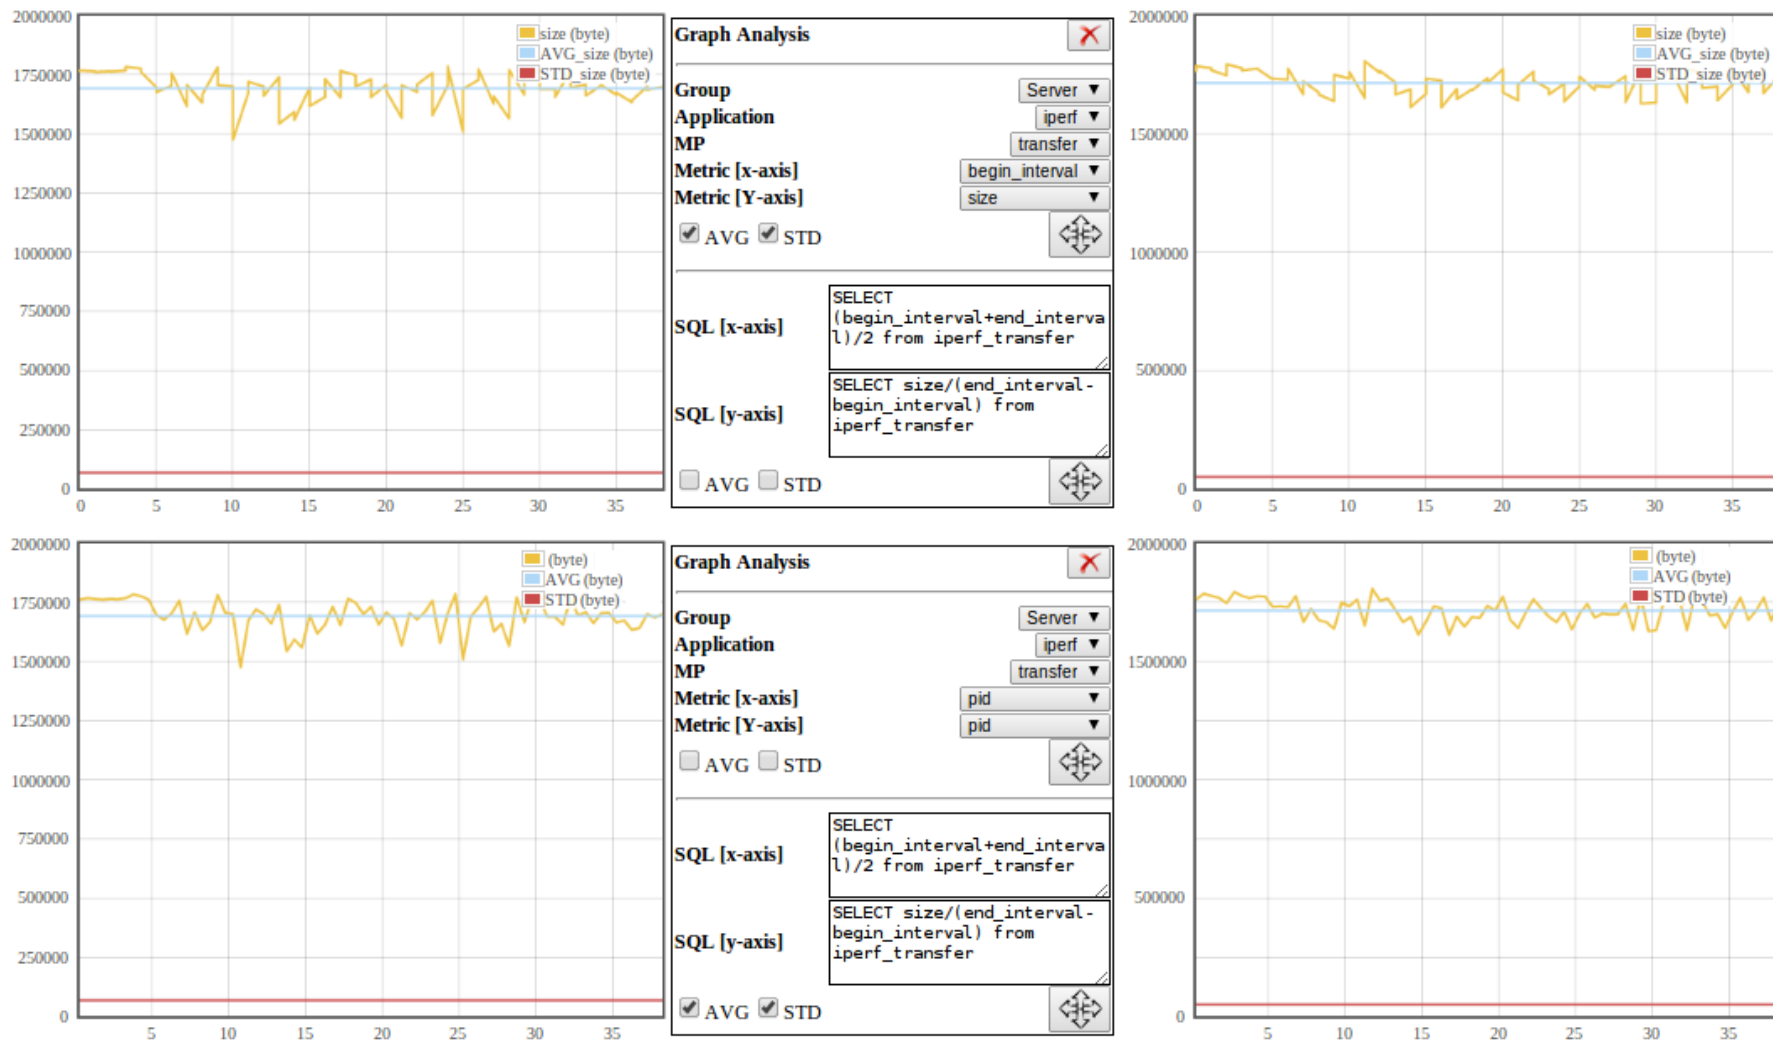 2000000
1750000
1500000
1250000
1000000
750000
500000
250000
0
0 5 10 15 20 25 30 35
size (byte)
AVG_size (byte)
STD_size (byte)
Graph Analysis
Group Server
Application iperf
MP transfer
Metric [x-axis] begin_interval
Metric [Y-axis] size
AVG STD
SQL [x-axis]
SELECT
(begin_interval+end_interva
l)/2 from iperf_transfer
SQL [y-axis]
SELECT size/(end_interval-
begin_interval) from
iperf_transfer
AVG STD
2000000
1500000
1000000
500000
0
0 5 10 15 20 25 30 35
size (byte)
AVG_size (byte)
STD_size (byte)
2000000
1750000
1500000
1250000
1000000
750000
500000
250000
0
5 10 15 20 25 30 35
(byte)
AVG (byte)
STD (byte)
Graph Analysis
Group Server
Application iperf
MP transfer
Metric [x-axis] pid
Metric [Y-axis] pid
AVG STD
SQL [x-axis]
SELECT
(begin_interval+end_interva
l)/2 from iperf_transfer
SQL [y-axis]
SELECT size/(end_interval-
begin_interval) from
iperf_transfer
AVG STD
2000000
1500000
1000000
500000
0
5 10 15 20 25 30 35
(byte)
AVG (byte)
STD (byte)